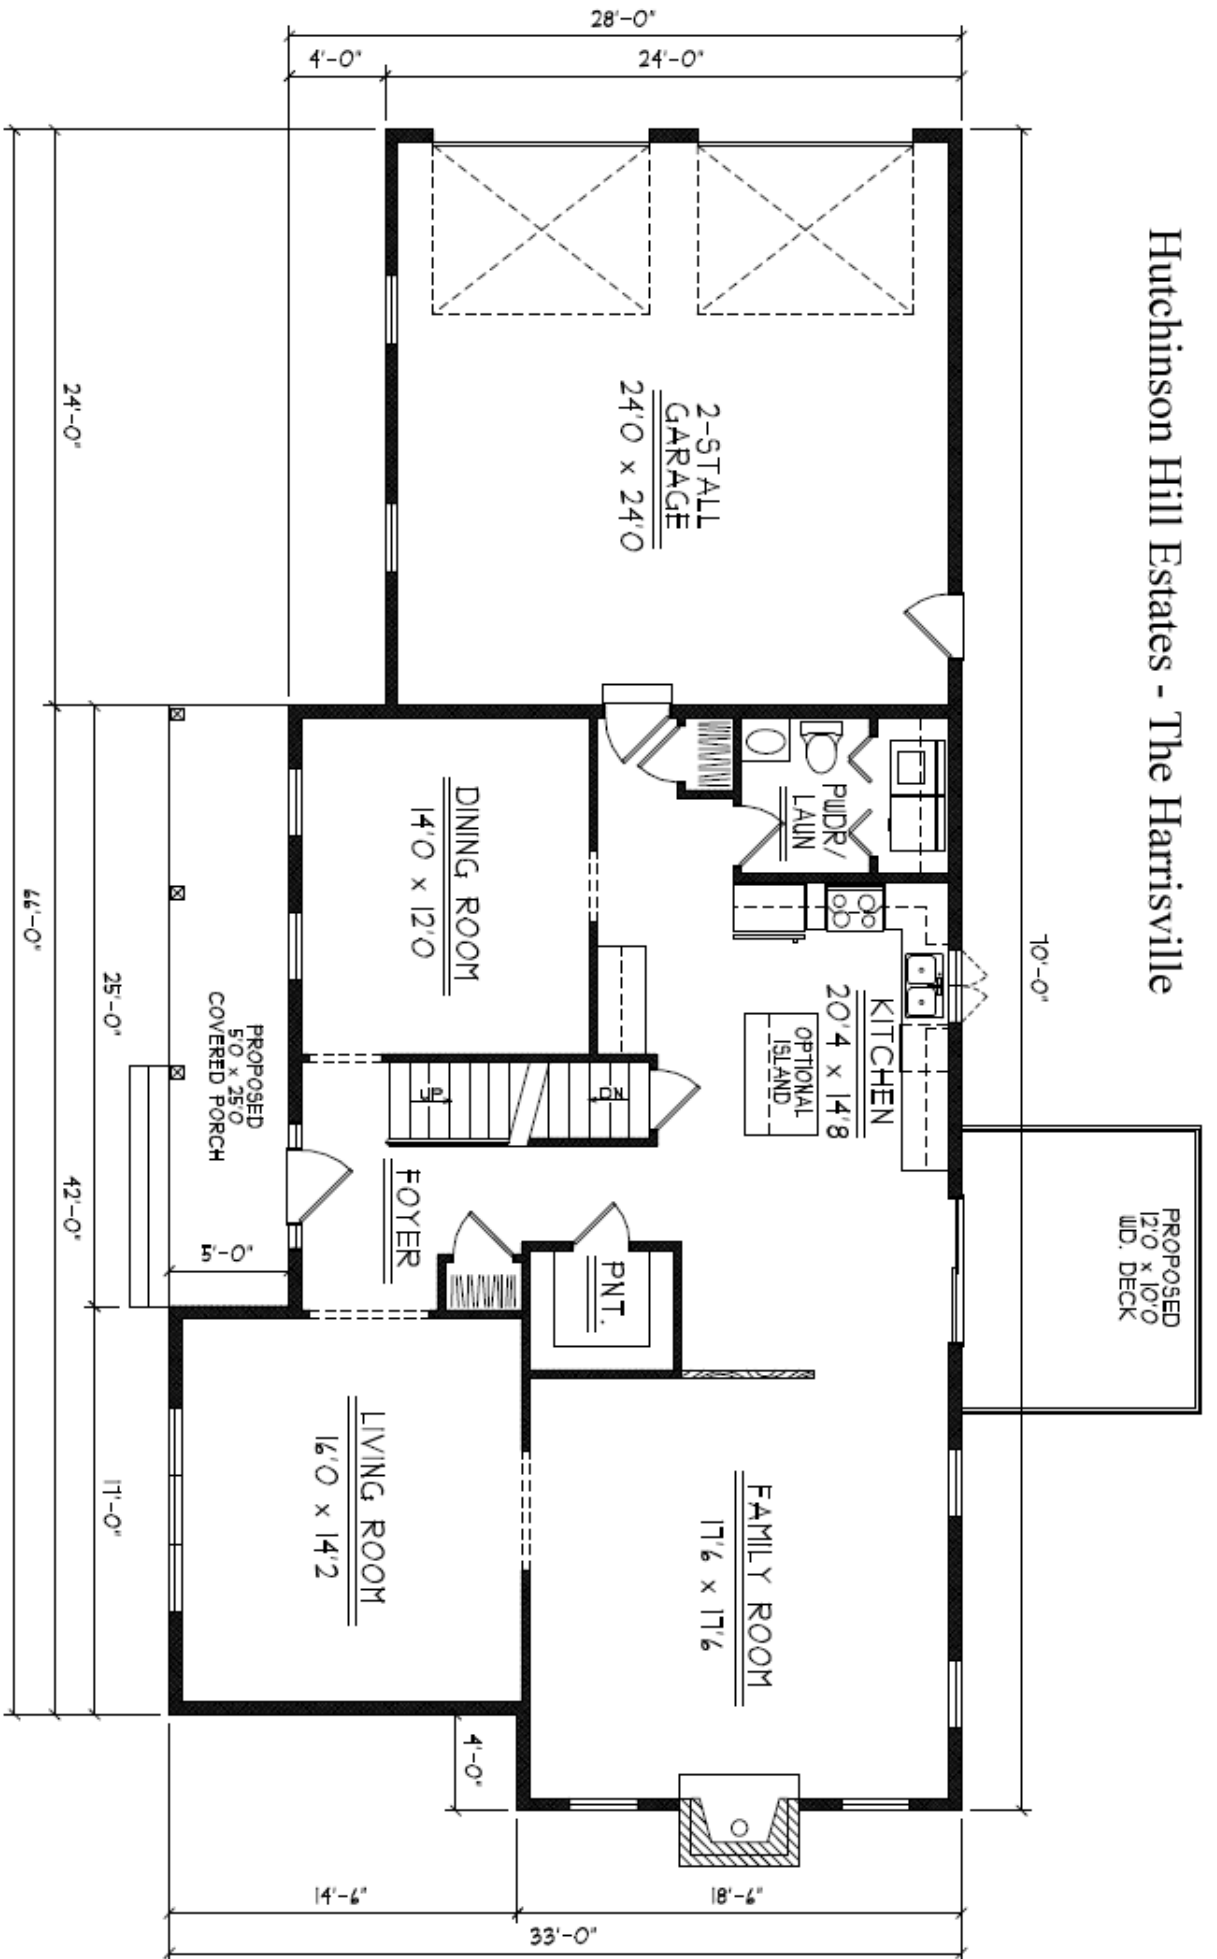 Hutchinson Hill Estates - The Harrisville
70'-0"
28'-0"
24'-0"
4'-0"
2-STALL
GARAGE
24'0 x 24'0
PWDR/
LAUN
KITCHEN
20'4 x 14'8
OPTIONAL
ISLAND
PROPOSED
12'0 x 10'0
WD. DECK
DINING ROOM
14'0 x 12'0
UP
DN
FOYER
PNT.
FAMILY ROOM
17'6 x 17'6
LIVING ROOM
16'0 x 14'2
PROPOSED
5'0 x 25'0
COVERED PORCH
5'-0"
25'-0"
17'-0"
24'-0"
42'-0"
66'-0"
4'-0"
14'-6"
18'-6"
33'-0"